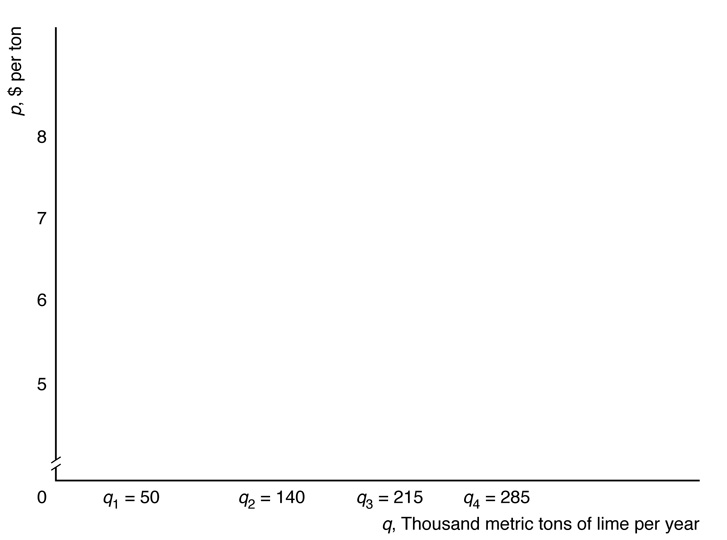 p, $ per ton
8
7
6
5
0
q1 = 50
q2 = 140
q3 = 215
q4 = 285
q, Thousand metric tons of lime per year